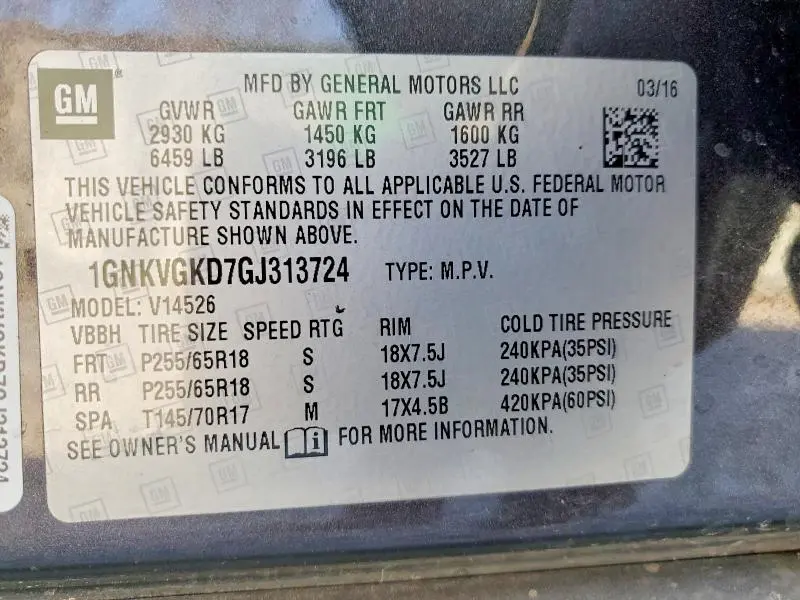 GM
MFD BY GENERAL MOTORS LLC 03/16
GVWR GAWR FRT GAWR RR
2930 KG 1450 KG 1600 KG
6459 LB 3196 LB 3527 LB
THIS VEHICLE CONFORMS TO ALL APPLICABLE U.S. FEDERAL MOTOR
VEHICLE SAFETY STANDARDS IN EFFECT ON THE DATE OF
MANUFACTURE SHOWN ABOVE.
1GNKVGKD7GJ313724 TYPE: M.P.V.
MODEL: V14526
VBBH TIRE SIZE SPEED RTG RIM COLD TIRE PRESSURE
FRT P255/65R18 S 18X7.5J 240KPA(35PSI)
RR P255/65R18 S 18X7.5J 240KPA(35PSI)
SPA T145/70R17 M 17X4.5B 420KPA(60PSI)
SEE OWNER'S MANUAL i FOR MORE INFORMATION.